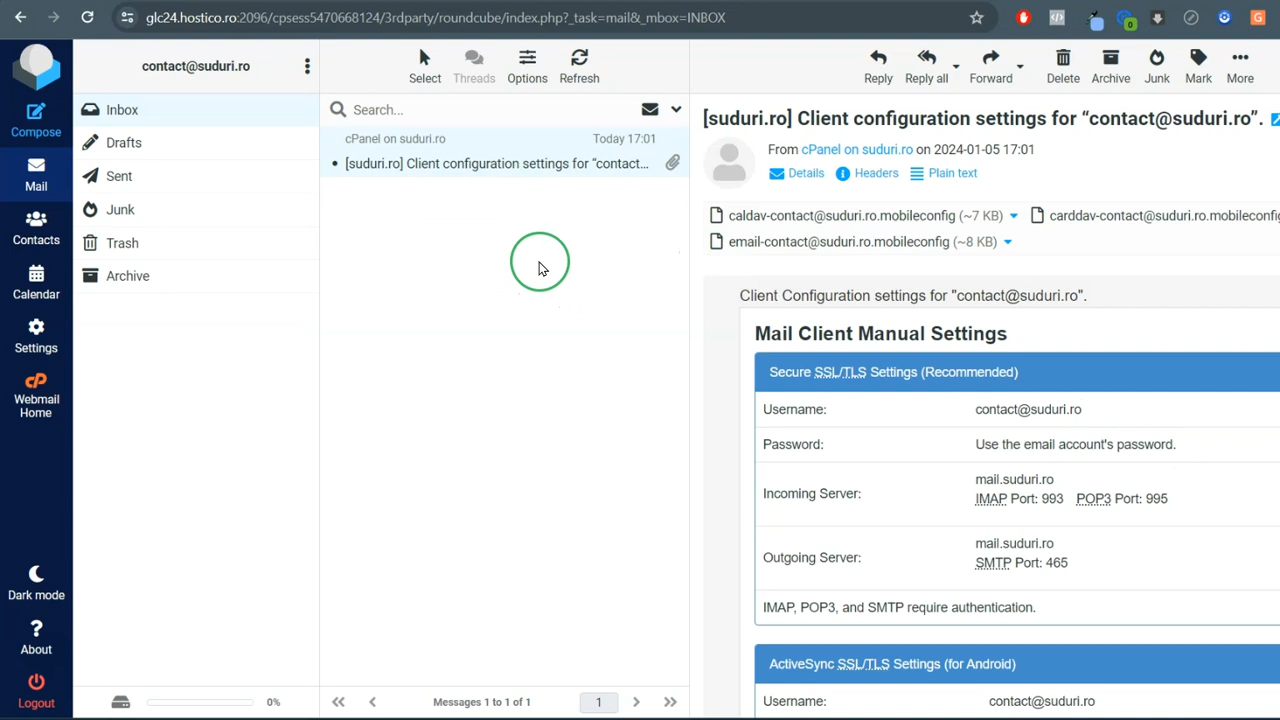 glc24.hostico.ro:2096/cpsess5470668124/3rdparty/roundcube/index.php?_task=mail&_mbox=INBOX
0
G
Compose
Mail
Contacts
Calendar
Settings
Webmail
Home
Dark mode
About
Logout
contact@suduri.ro
Inbox
Drafts
Sent
Junk
Trash
Archive
0%
Select
Threads
Options
Refresh
Search...
cPanel on suduri.ro Today 17:01
• [suduri.ro] Client configuration settings for “contact...
Messages 1 to 1 of 1
1
Reply
Reply all
Forward
Delete
Archive
Junk
Mark
More
[suduri.ro] Client configuration settings for “contact@suduri.ro”.
From cPanel on suduri.ro on 2024-01-05 17:01
Details Headers Plain text
caldav-contact@suduri.ro.mobileconfig (~7 KB) carddav-contact@suduri.ro.mobileconfig
email-contact@suduri.ro.mobileconfig (~8 KB)
Client Configuration settings for "contact@suduri.ro".
Mail Client Manual Settings
Secure SSL/TLS Settings (Recommended)
Username: contact@suduri.ro
Password: Use the email account's password.
Incoming Server: mail.suduri.ro
IMAP Port: 993 POP3 Port: 995
Outgoing Server: mail.suduri.ro
SMTP Port: 465
IMAP, POP3, and SMTP require authentication.
ActiveSync SSL/TLS Settings (for Android)
Username: contact@suduri.ro